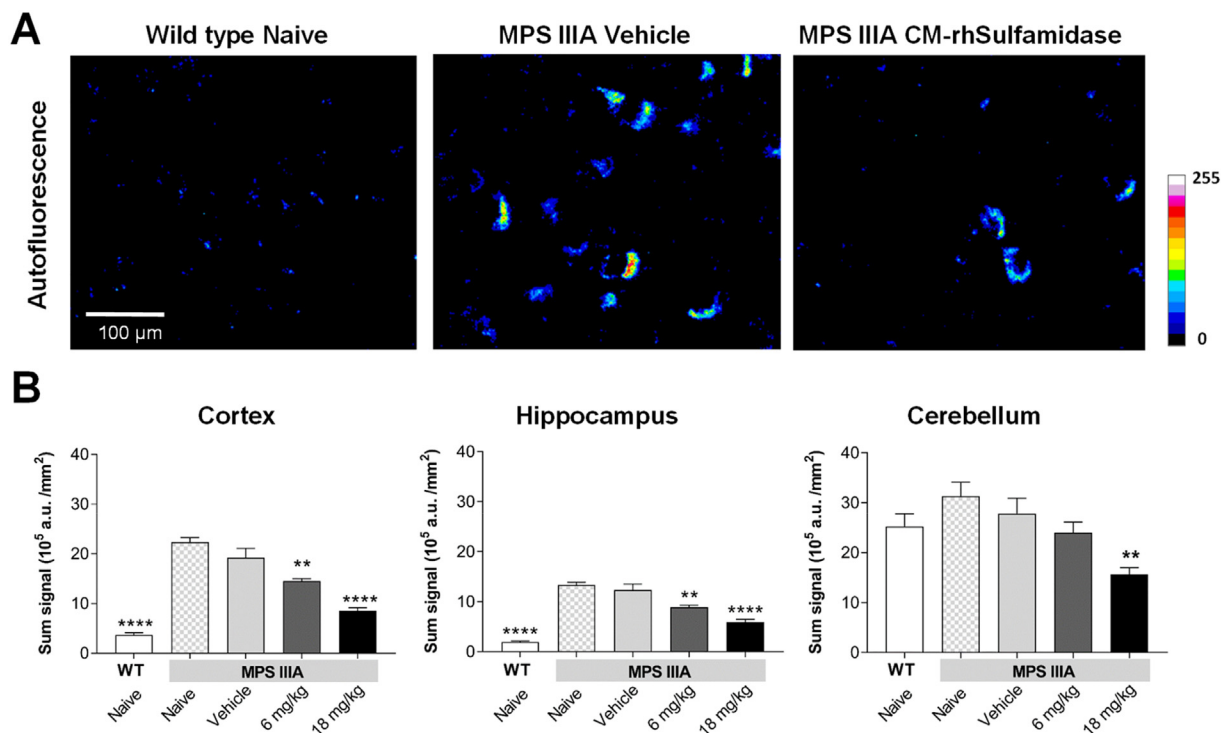 A
Wild type Naive
MPS IIIA Vehicle
MPS IIIA CM-rhSulfamidase
Autofluorescence
100 µm
255
0
B
Cortex
Sum signal (10⁵ a.u. /mm²)
40
30
20
10
0
****
**
****
WT
MPS IIIA
Naive
Naive
Vehicle
6 mg/kg
18 mg/kg
Hippocampus
Sum signal (10⁵ a.u. /mm²)
40
30
20
10
0
****
**
****
WT
MPS IIIA
Naive
Naive
Vehicle
6 mg/kg
18 mg/kg
Cerebellum
Sum signal (10⁵ a.u. /mm²)
40
30
20
10
0
**
WT
MPS IIIA
Naive
Naive
Vehicle
6 mg/kg
18 mg/kg